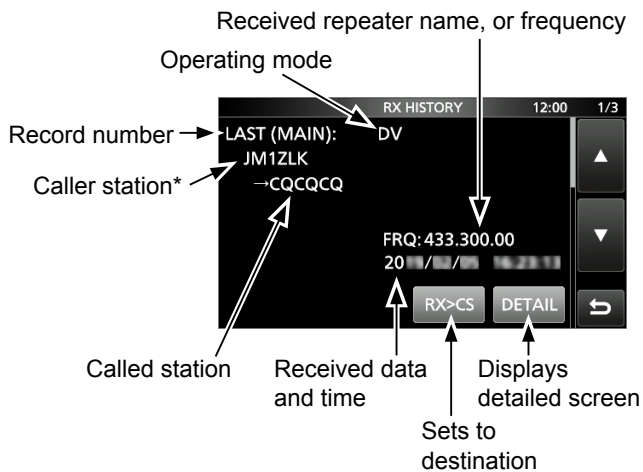 Received repeater name, or frequency
Operating mode
RX HISTORY 12:00 1/3
Record number
LAST (MAIN): DV
JM1ZLK
Caller station*
→CQCQCQ
FRQ: 433.300.00
RX>CS DETAIL
Called station
Received data
and time
Displays
detailed screen
Sets to
destination